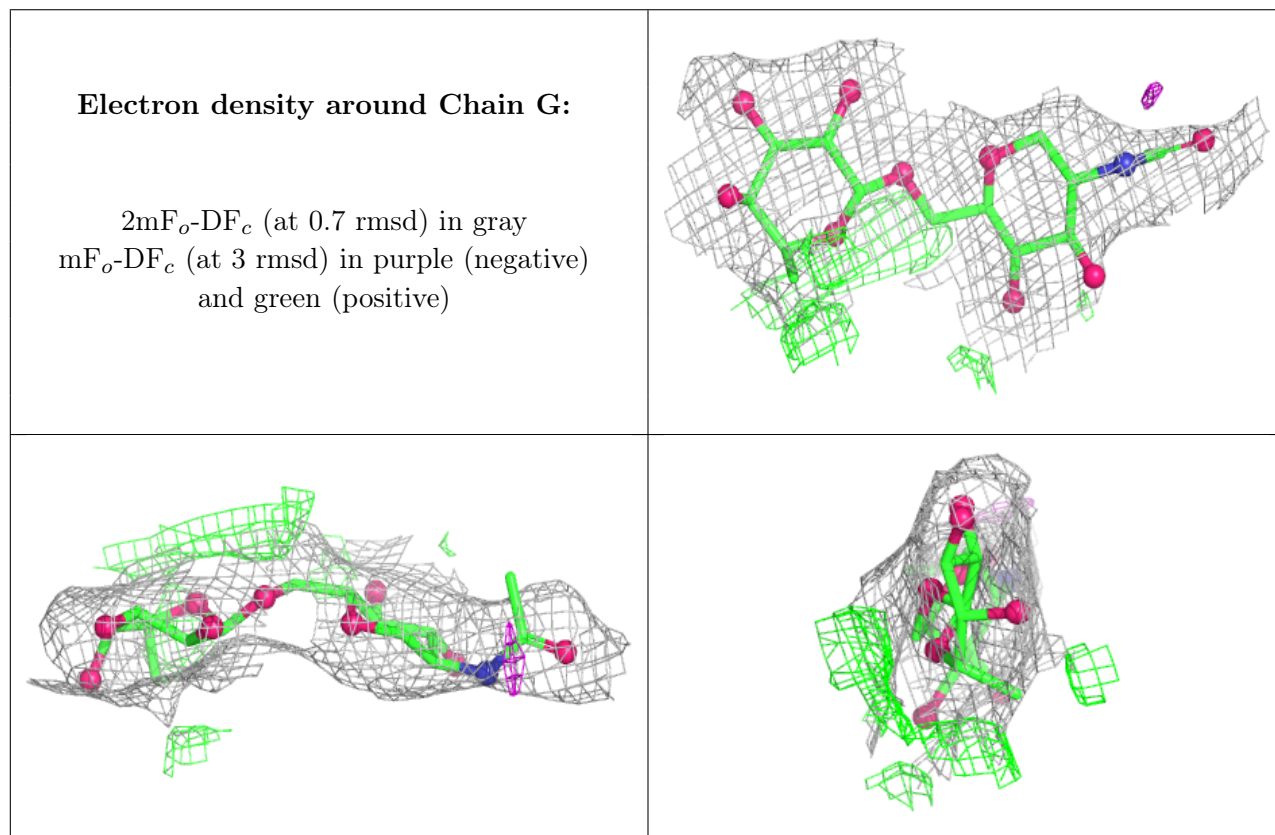 Electron density around Chain G:
2mFo-DFc (at 0.7 rmsd) in gray
mFo-DFc (at 3 rmsd) in purple (negative)
and green (positive)